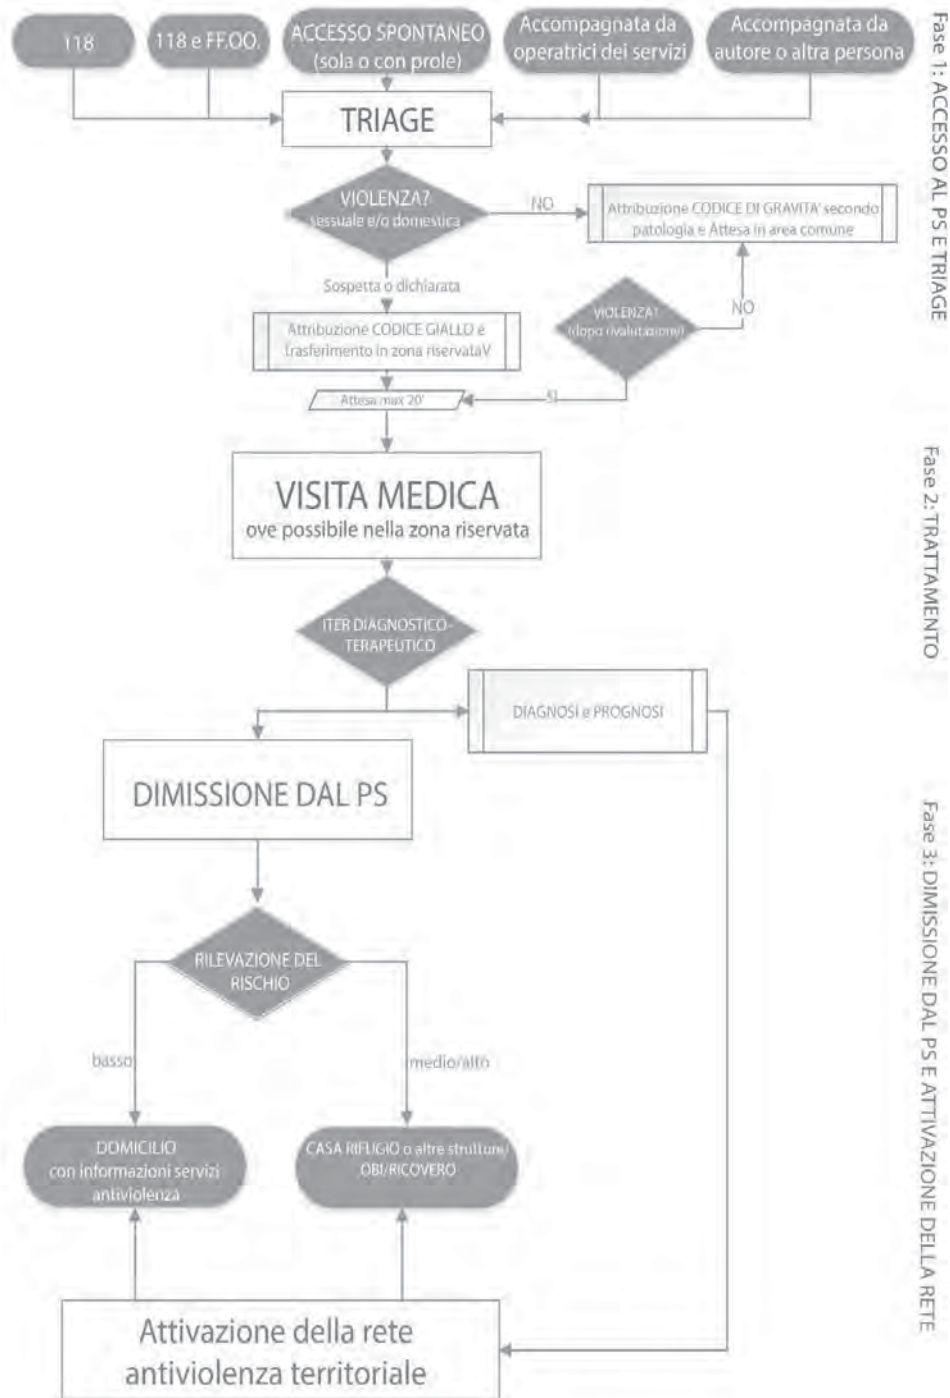 118
118 e FF.OO.
ACCESSO SPONTANEO
(sola o con prole)
Accompagnata da
operatrici dei servizi
Accompagnata da
autore o altra persona
Fase 1: ACCESSO AL PS E TRIAGE
TRIAGE
VIOLENZA?
sessuale e/o domestica
NO
Attribuzione CODICE DI GRAVITA' secondo
patologia e Attesa in area comune
Sospetta o dichiarata
VIOLENZA?
(dopo rivalutazione)
NO
Attribuzione CODICE GIALLO e
trasferimento in zona riservataV
Attesa max 20'
SI
Fase 2: TRATTAMENTO
VISITA MEDICA
ove possibile nella zona riservata
ITER DIAGNOSTICO-
TERAPEUTICO
DIAGNOSI e PROGNOSI
DIMISSIONE DAL PS
Fase 3: DIMISSIONE DAL PS E ATTIVAZIONE DELLA RETE
RILEVAZIONE DEL
RISCHIO
basso
medio/alto
DOMICILIO
con informazioni servizi
antiviolenza
CASA RIFUGIO o altre strutture/
OBI/RICOVERO
Attivazione della rete
antiviolenza territoriale